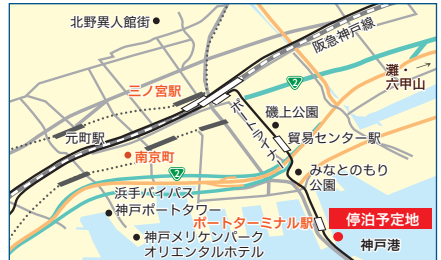 北野異人館街
阪急神戸線
灘・
六甲山
三ノ宮駅
2
ポートライナー
磯上公園
元町駅
貿易センター駅
南京町
2
みなとのもり
公園
浜手バイパス
神戸ポートタワー
ポートターミナル駅
停泊予定地
神戸メリケンパーク
オリエンタルホテル
神戸港